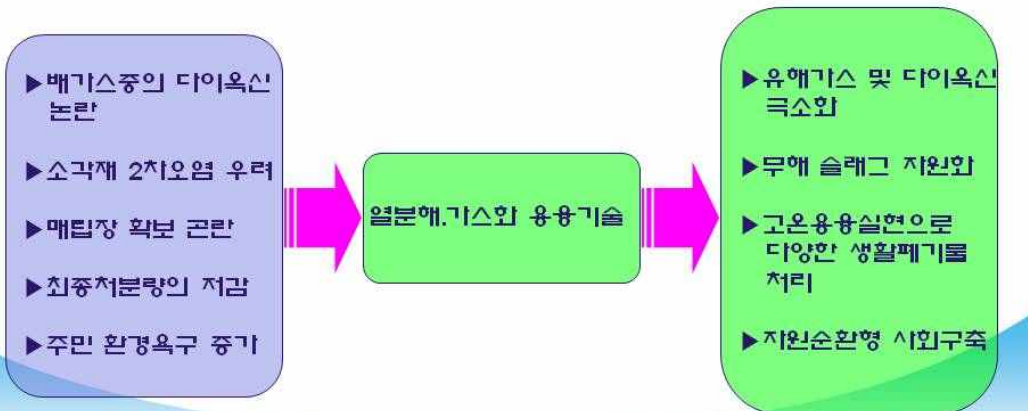 ▶배가스중의 다이옥신
논란
▶소각재 2차오염 우려
▶매립장 확보 곤란
▶최종처분량의 저감
▶주민 환경욕구 증가
열분해.가스화 용융기술
▶유해가스 및 다이옥신
극소화
▶무해 슬래그 자원화
▶고온용융실현으로
다양한 생활폐기물
처리
▶자원순환형 사회구축